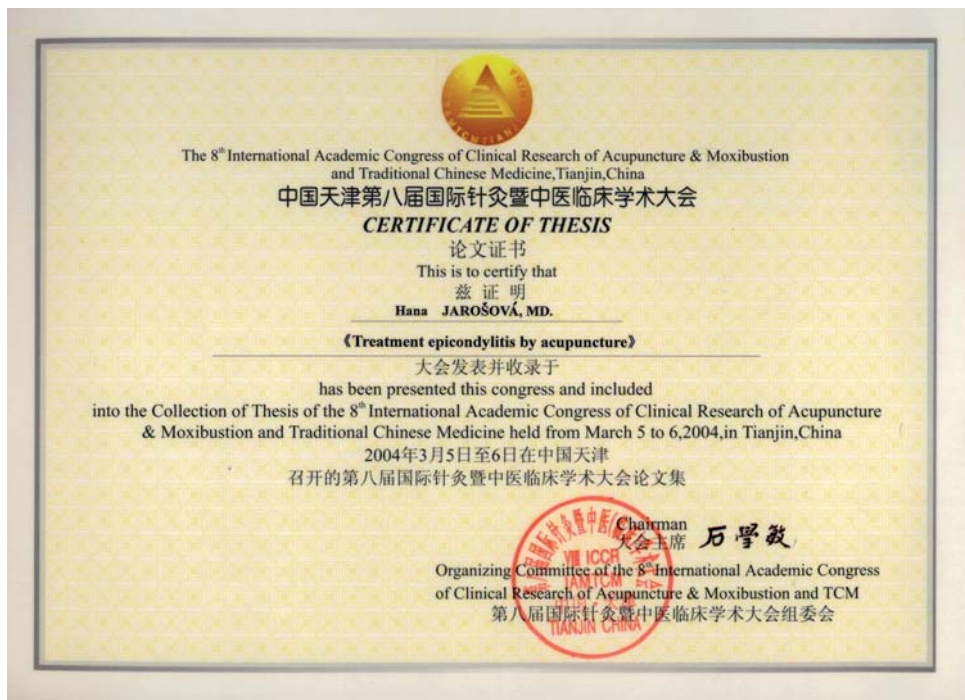 The 8th International Academic Congress of Clinical Research of Acupuncture & Moxibustion
and Traditional Chinese Medicine,Tianjin,China
中国天津第八届国际针灸暨中医临床学术大会
CERTIFICATE OF THESIS
论文证书
This is to certify that
兹 证 明
Hana JAROŠOVÁ, MD.
《Treatment epicondylitis by acupuncture》
大会发表并收录于
has been presented this congress and included
into the Collection of Thesis of the 8th International Academic Congress of Clinical Research of Acupuncture
& Moxibustion and Traditional Chinese Medicine held from March 5 to 6,2004,in Tianjin,China
2004年3月5日至6日在中国天津
召开的第八届国际针灸暨中医临床学术大会论文集
Chairman
大会主席 石學敏
Organizing Committee of the 8th International Academic Congress
of Clinical Research of Acupuncture & Moxibustion and TCM
第八届国际针灸暨中医临床学术大会组委会
VIII ICCR
IAMTCM
TIANJIN CHINA